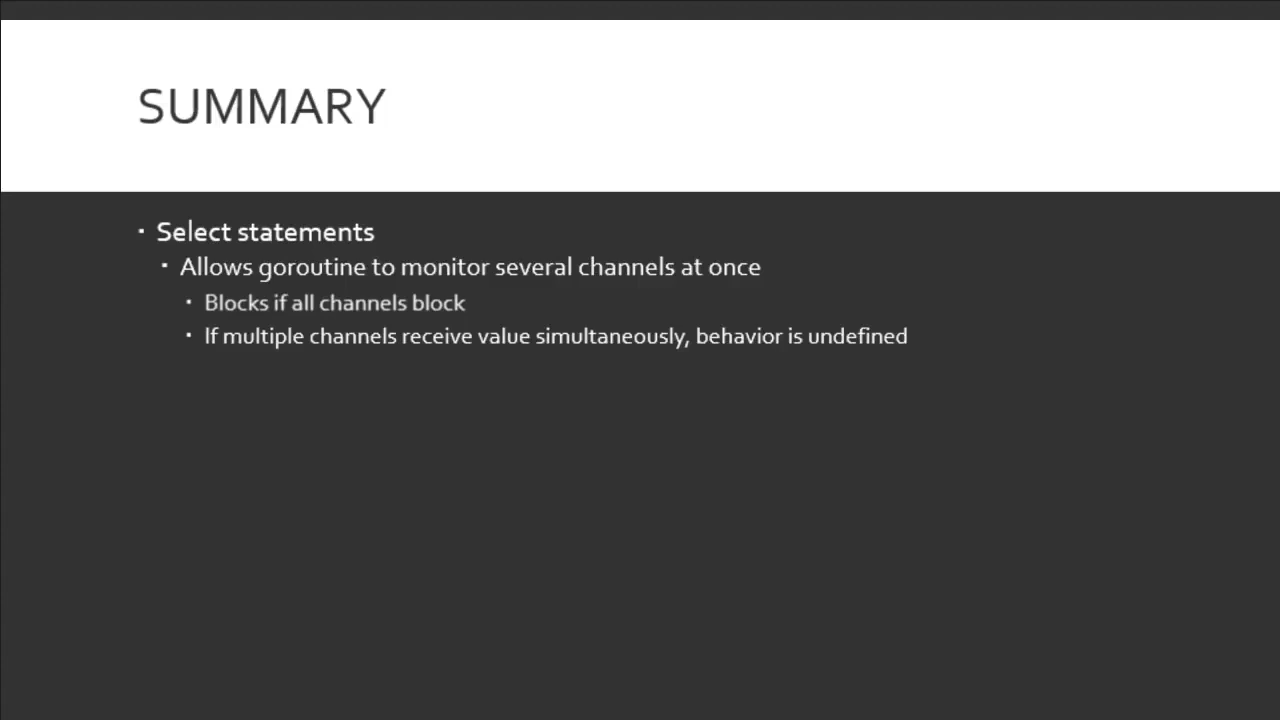 SUMMARY
▪ Select statements
▪ Allows goroutine to monitor several channels at once
▪ Blocks if all channels block
▪ If multiple channels receive value simultaneously, behavior is undefined